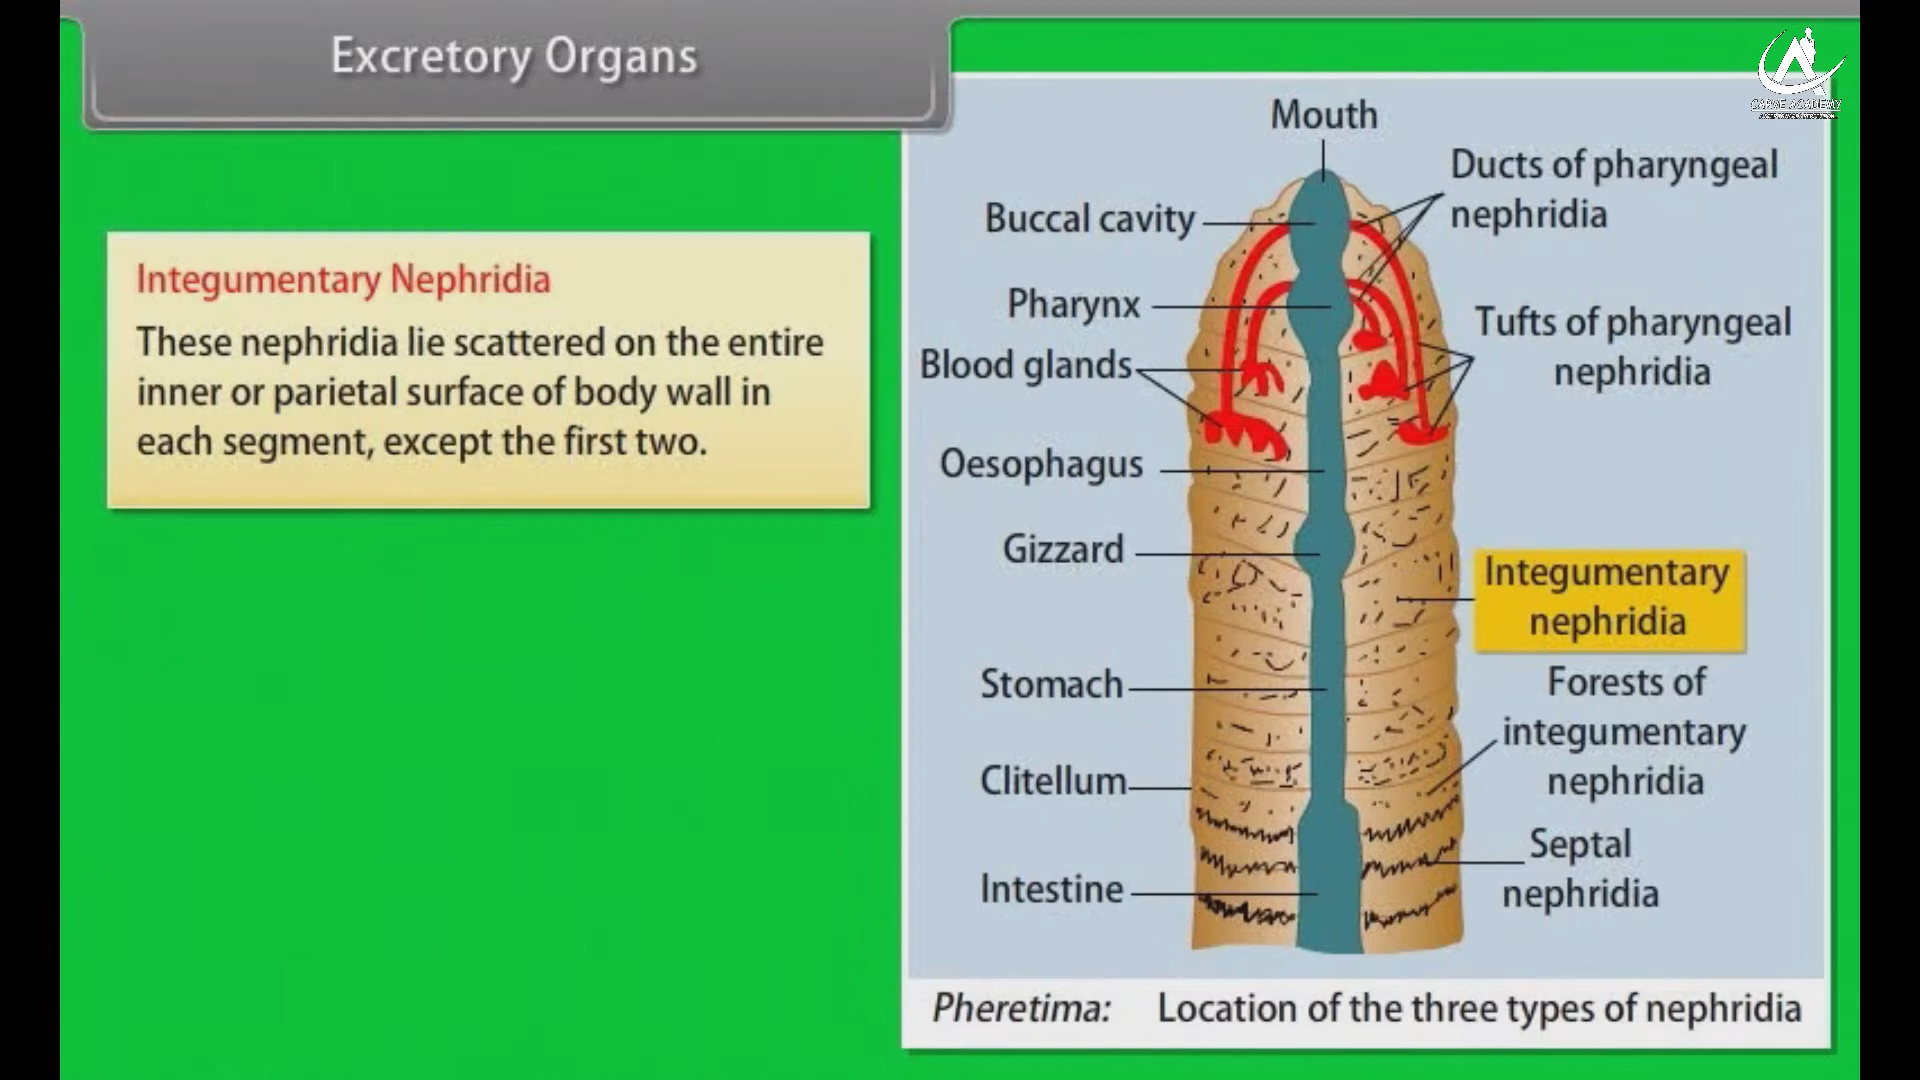 Excretory Organs
CARVE ACADEMY
Integumentary Nephridia
These nephridia lie scattered on the entire
inner or parietal surface of body wall in
each segment, except the first two.
Mouth
Ducts of pharyngeal
nephridia
Buccal cavity
Pharynx
Tufts of pharyngeal
nephridia
Blood glands
Oesophagus
Gizzard
Integumentary
nephridia
Stomach
Forests of
integumentary
nephridia
Clitellum
Septal
nephridia
Intestine
Pheretima: Location of the three types of nephridia